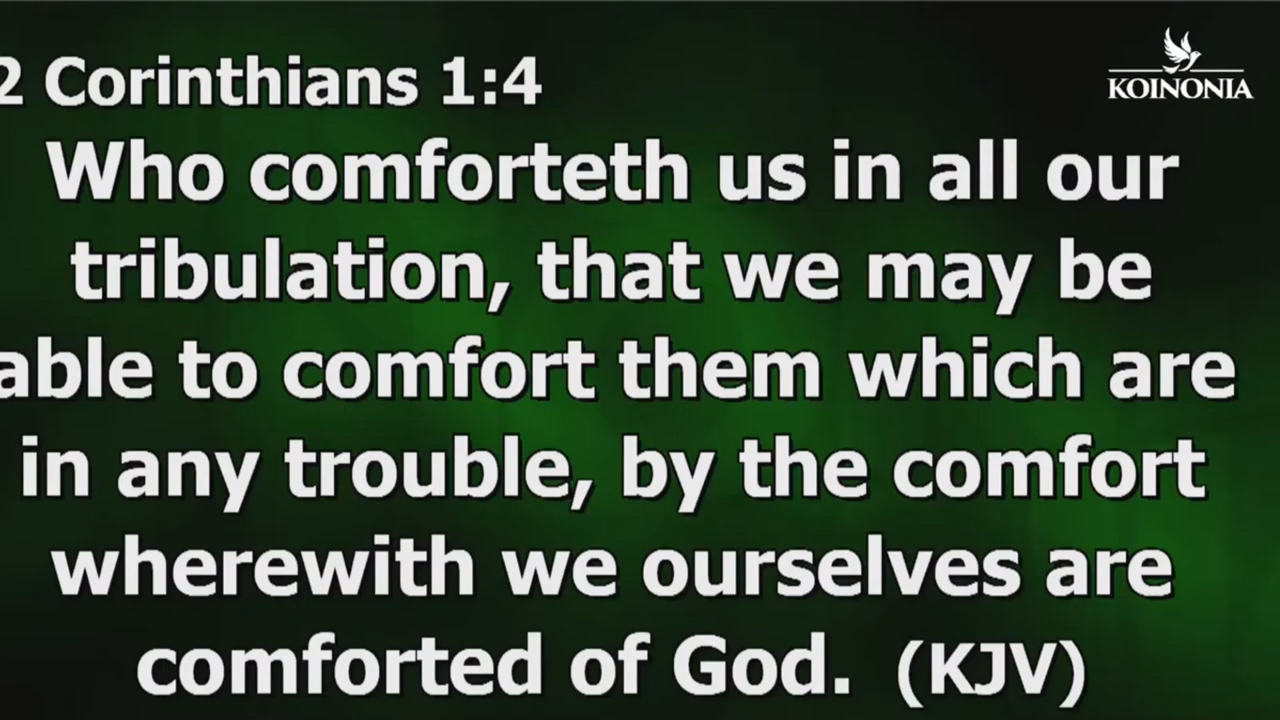 2 Corinthians 1:4
KOINONIA
Who comforteth us in all our
tribulation, that we may be
able to comfort them which are
in any trouble, by the comfort
wherewith we ourselves are
comforted of God. (KJV)